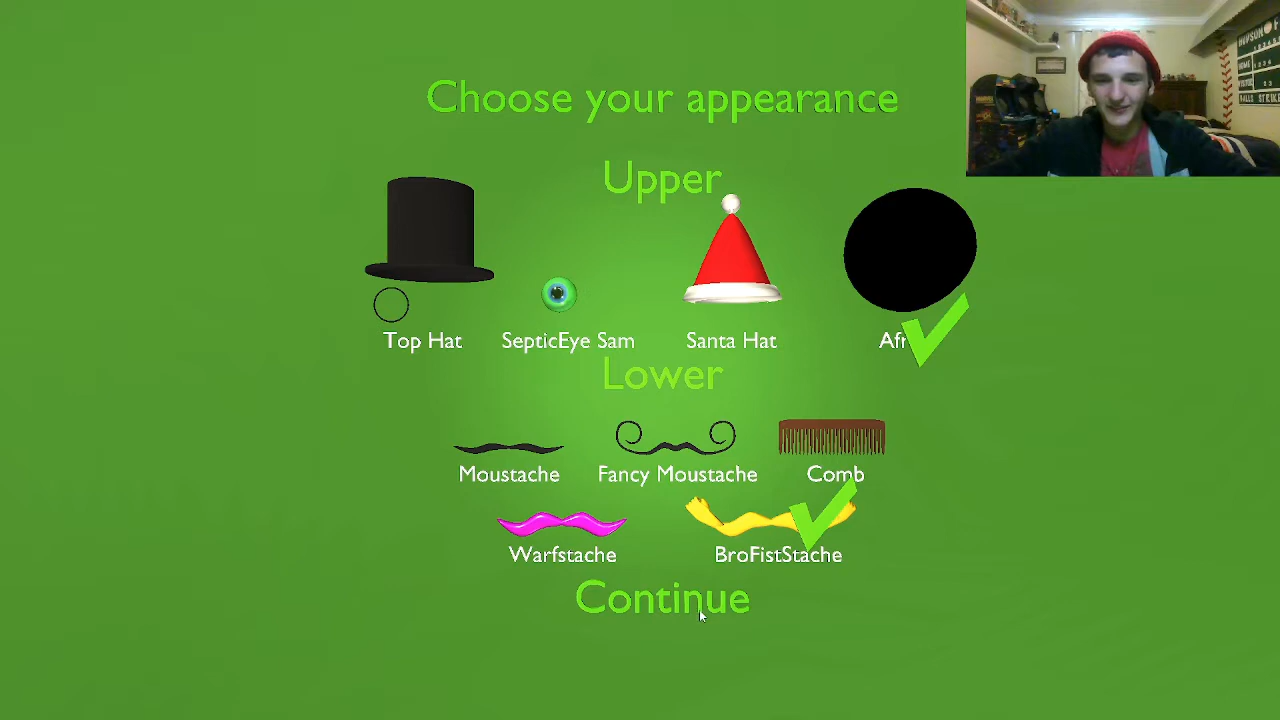 Choose your appearance
Upper
Top Hat
SepticEye Sam
Santa Hat
Lower
Moustache
Fancy Moustache
Comb
Warfstache
BroFistStache
Continue